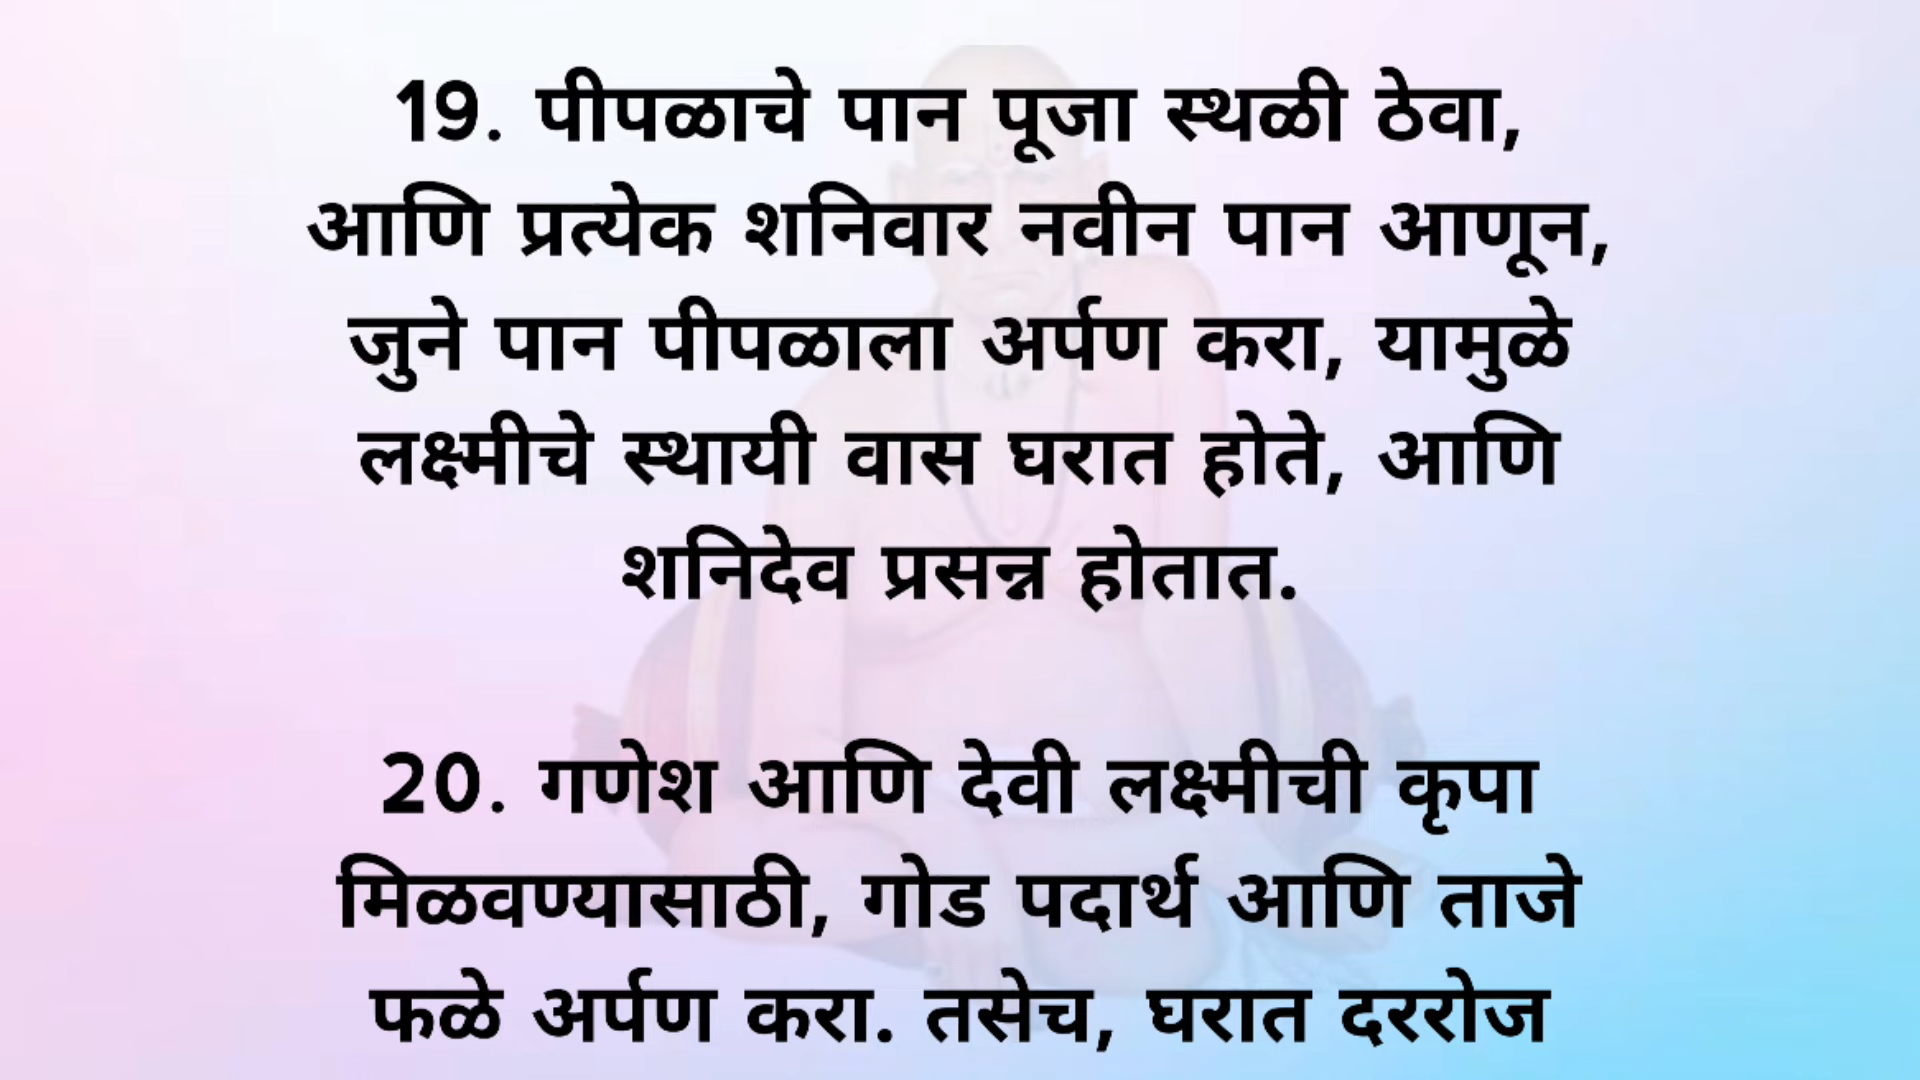 19. पीपळाचे पान पूजा स्थळी ठेवा,
आणि प्रत्येक शनिवार नवीन पान आणून,
जुने पान पीपळाला अर्पण करा, यामुळे
लक्ष्मीचे स्थायी वास घरात होते, आणि
शनिदेव प्रसन्न होतात.
20. गणेश आणि देवी लक्ष्मीची कृपा
मिळवण्यासाठी, गोड पदार्थ आणि ताजे
फळे अर्पण करा. तसेच, घरात दररोज